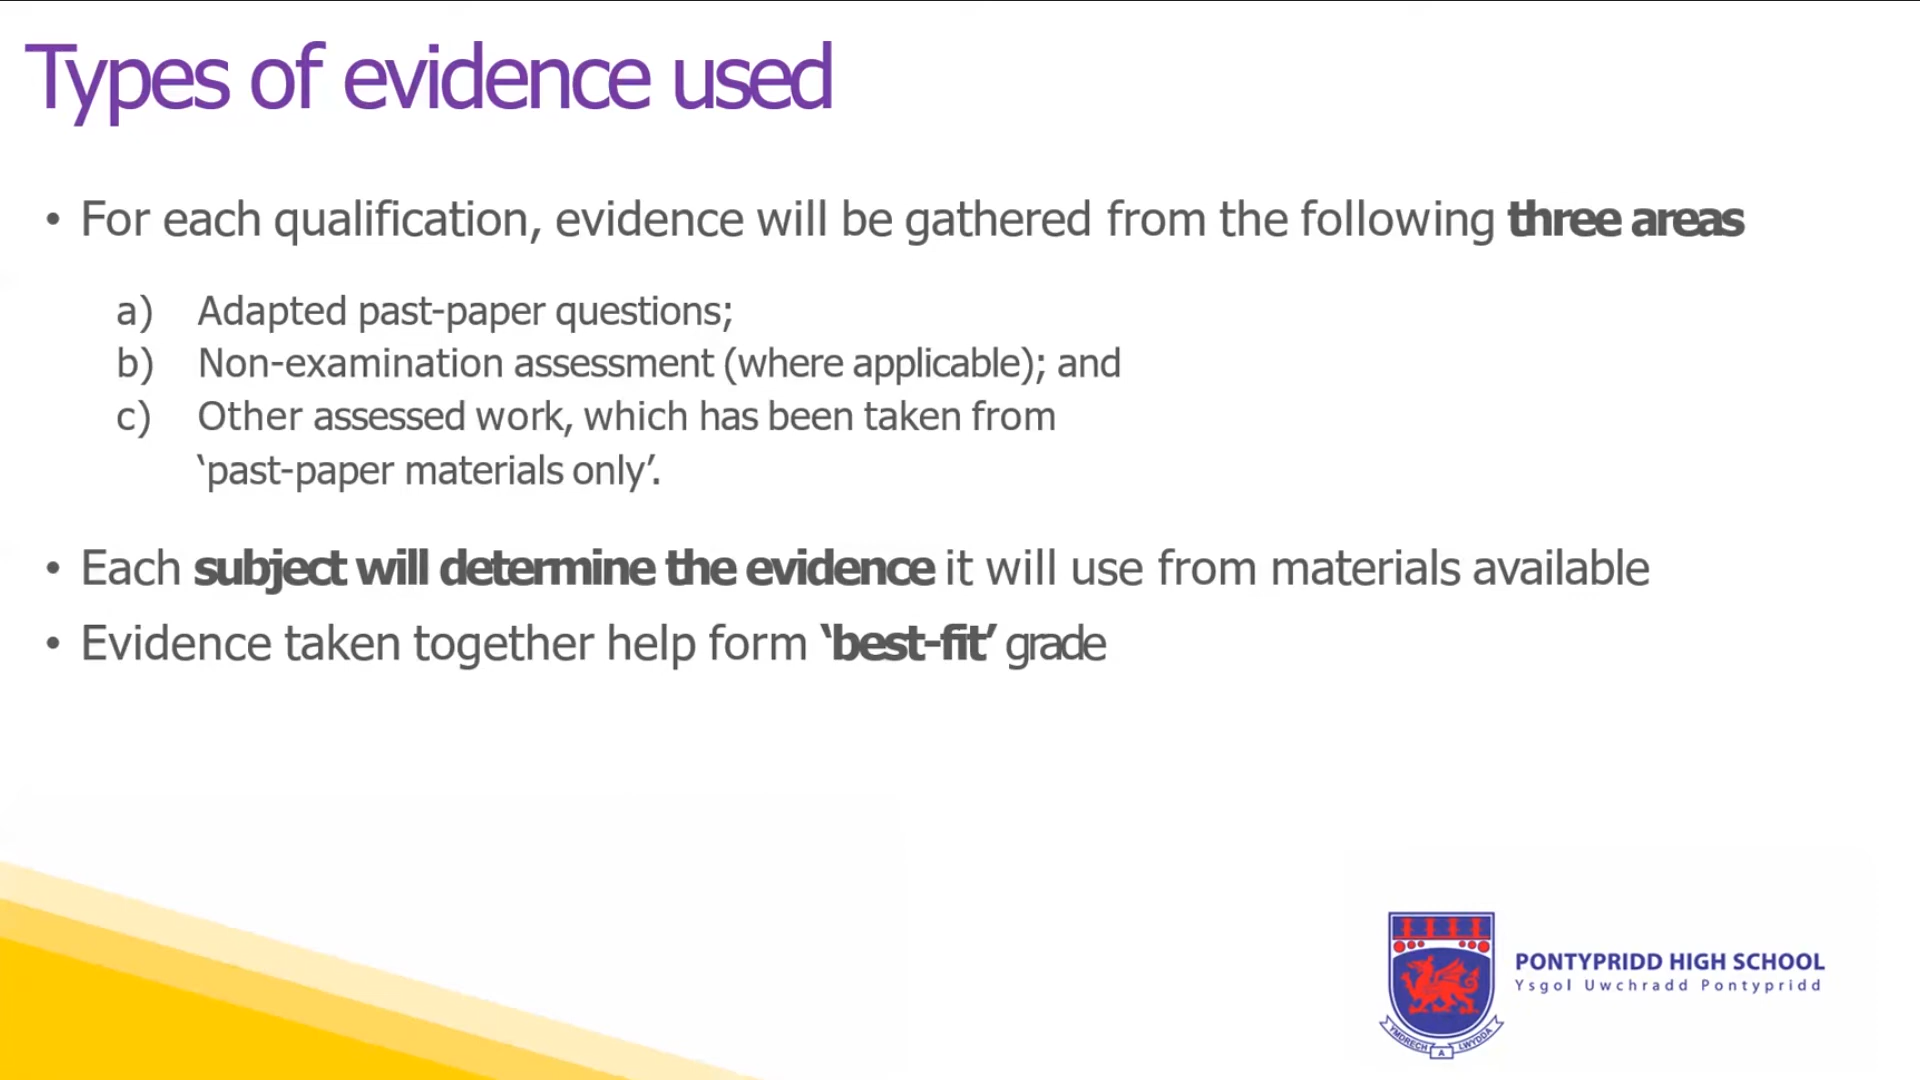 Types of evidence used
• For each qualification, evidence will be gathered from the following three areas
a) Adapted past-paper questions;
b) Non-examination assessment (where applicable); and
c) Other assessed work, which has been taken from
‘past-paper materials only’.
• Each subject will determine the evidence it will use from materials available
• Evidence taken together help form ‘best-fit’ grade
PONTYPRIDD HIGH SCHOOL
Ysgol Uwchradd Pontypridd
YMDRECH A LWYDDA